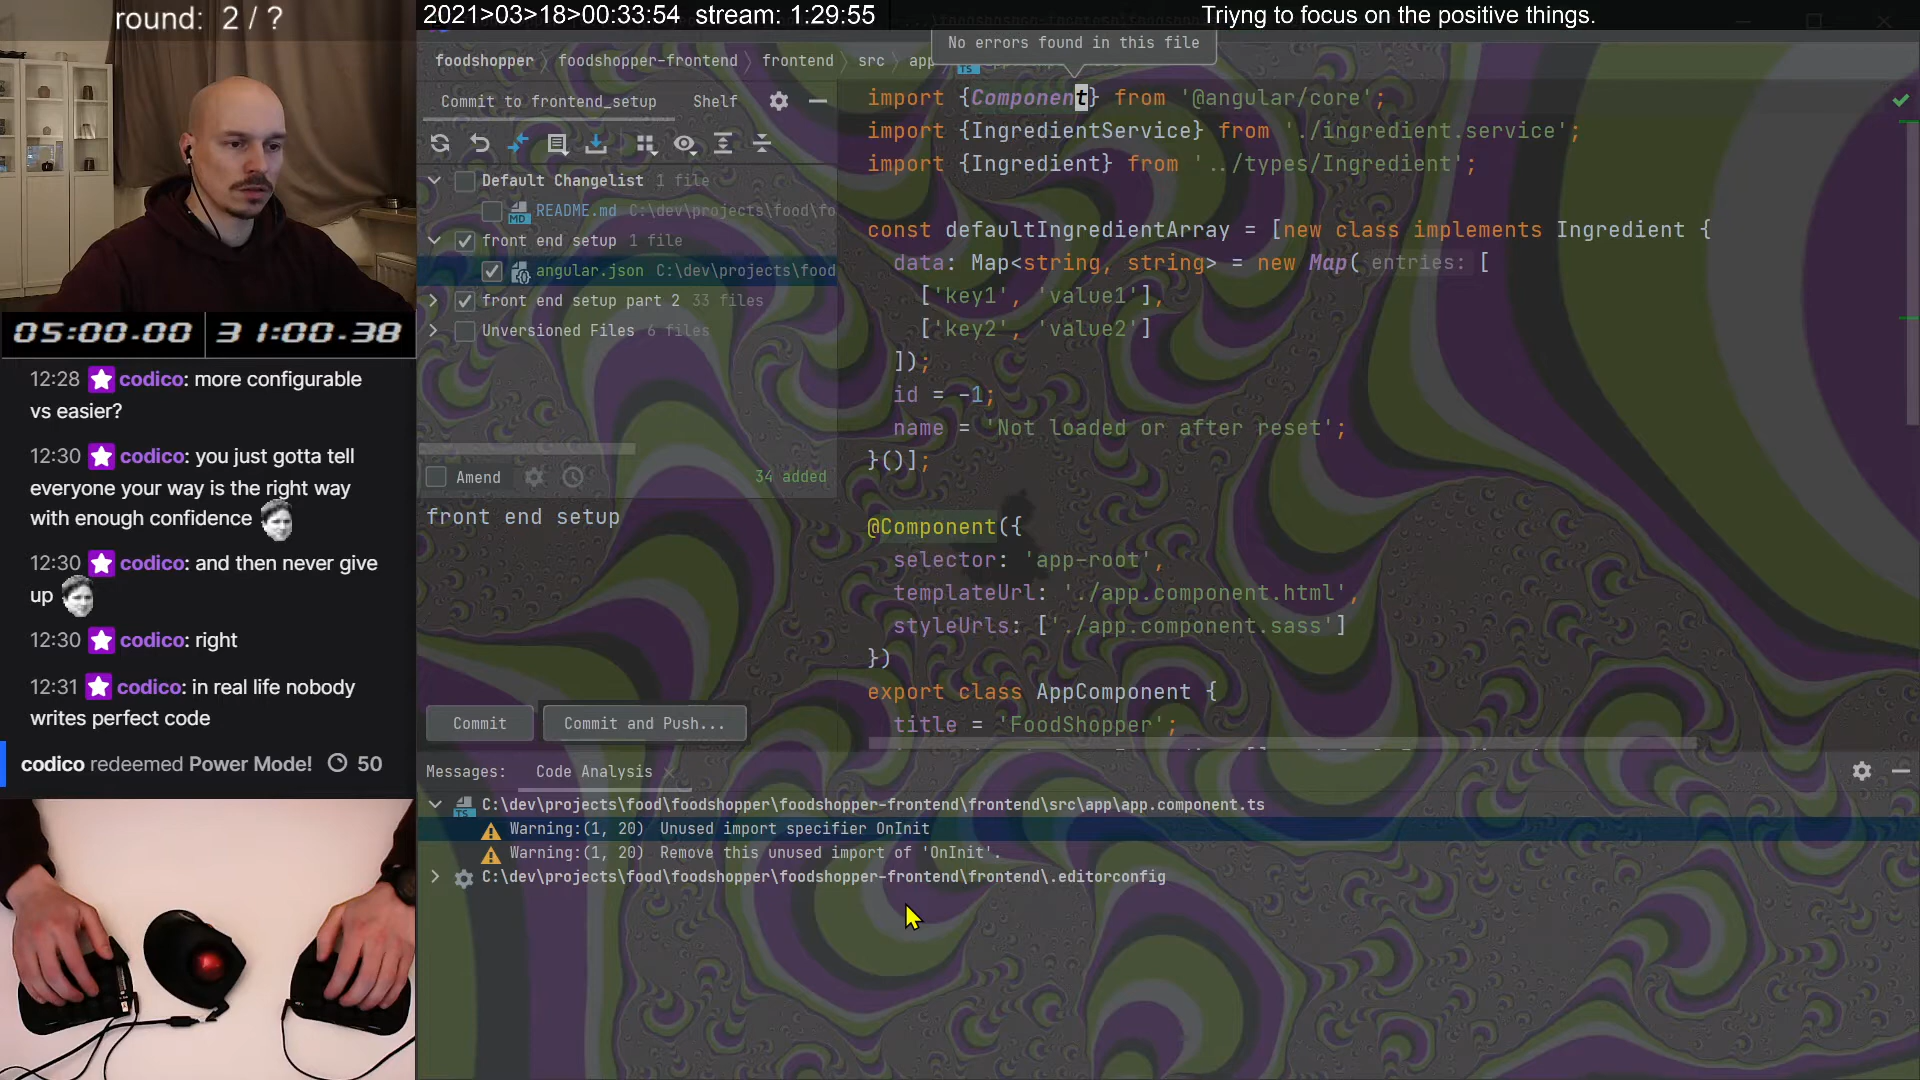 round: 2 / ?
2021>03>18>00:33:54 stream: 1:29:55
Triyng to focus on the positive things.
No errors found in this file
foodshopper foodshopper-frontend frontend src app
Commit to frontend_setup Shelf
Default Changelist 1 file
README.md C:\dev\projects\food\fo
front end setup 1 file
angular.json C:\dev\projects\food
front end setup part 2 33 files
Unversioned Files 6 files
Amend
34 added
front end setup
Commit
Commit and Push...
import {Component} from '@angular/core';
import {IngredientService} from './ingredient.service';
import {Ingredient} from '../types/Ingredient';
const defaultIngredientArray = [new class implements Ingredient {
data: Map<string, string> = new Map( entries: [
['key1', 'value1'],
['key2', 'value2']
]);
id = -1;
name = 'Not loaded or after reset';
}()];
@Component({
selector: 'app-root',
templateUrl: './app.component.html',
styleUrls: ['./app.component.sass']
})
export class AppComponent {
title = 'FoodShopper';
05:00.00 31:00.38
12:28 codico: more configurable
vs easier?
12:30 codico: you just gotta tell
everyone your way is the right way
with enough confidence
12:30 codico: and then never give
up
12:30 codico: right
12:31 codico: in real life nobody
writes perfect code
codico redeemed Power Mode! 50
Messages: Code Analysis
C:\dev\projects\food\foodshopper\foodshopper-frontend\frontend\src\app\app.component.ts
Warning:(1, 20) Unused import specifier OnInit
Warning:(1, 20) Remove this unused import of 'OnInit'.
C:\dev\projects\food\foodshopper\foodshopper-frontend\frontend\.editorconfig